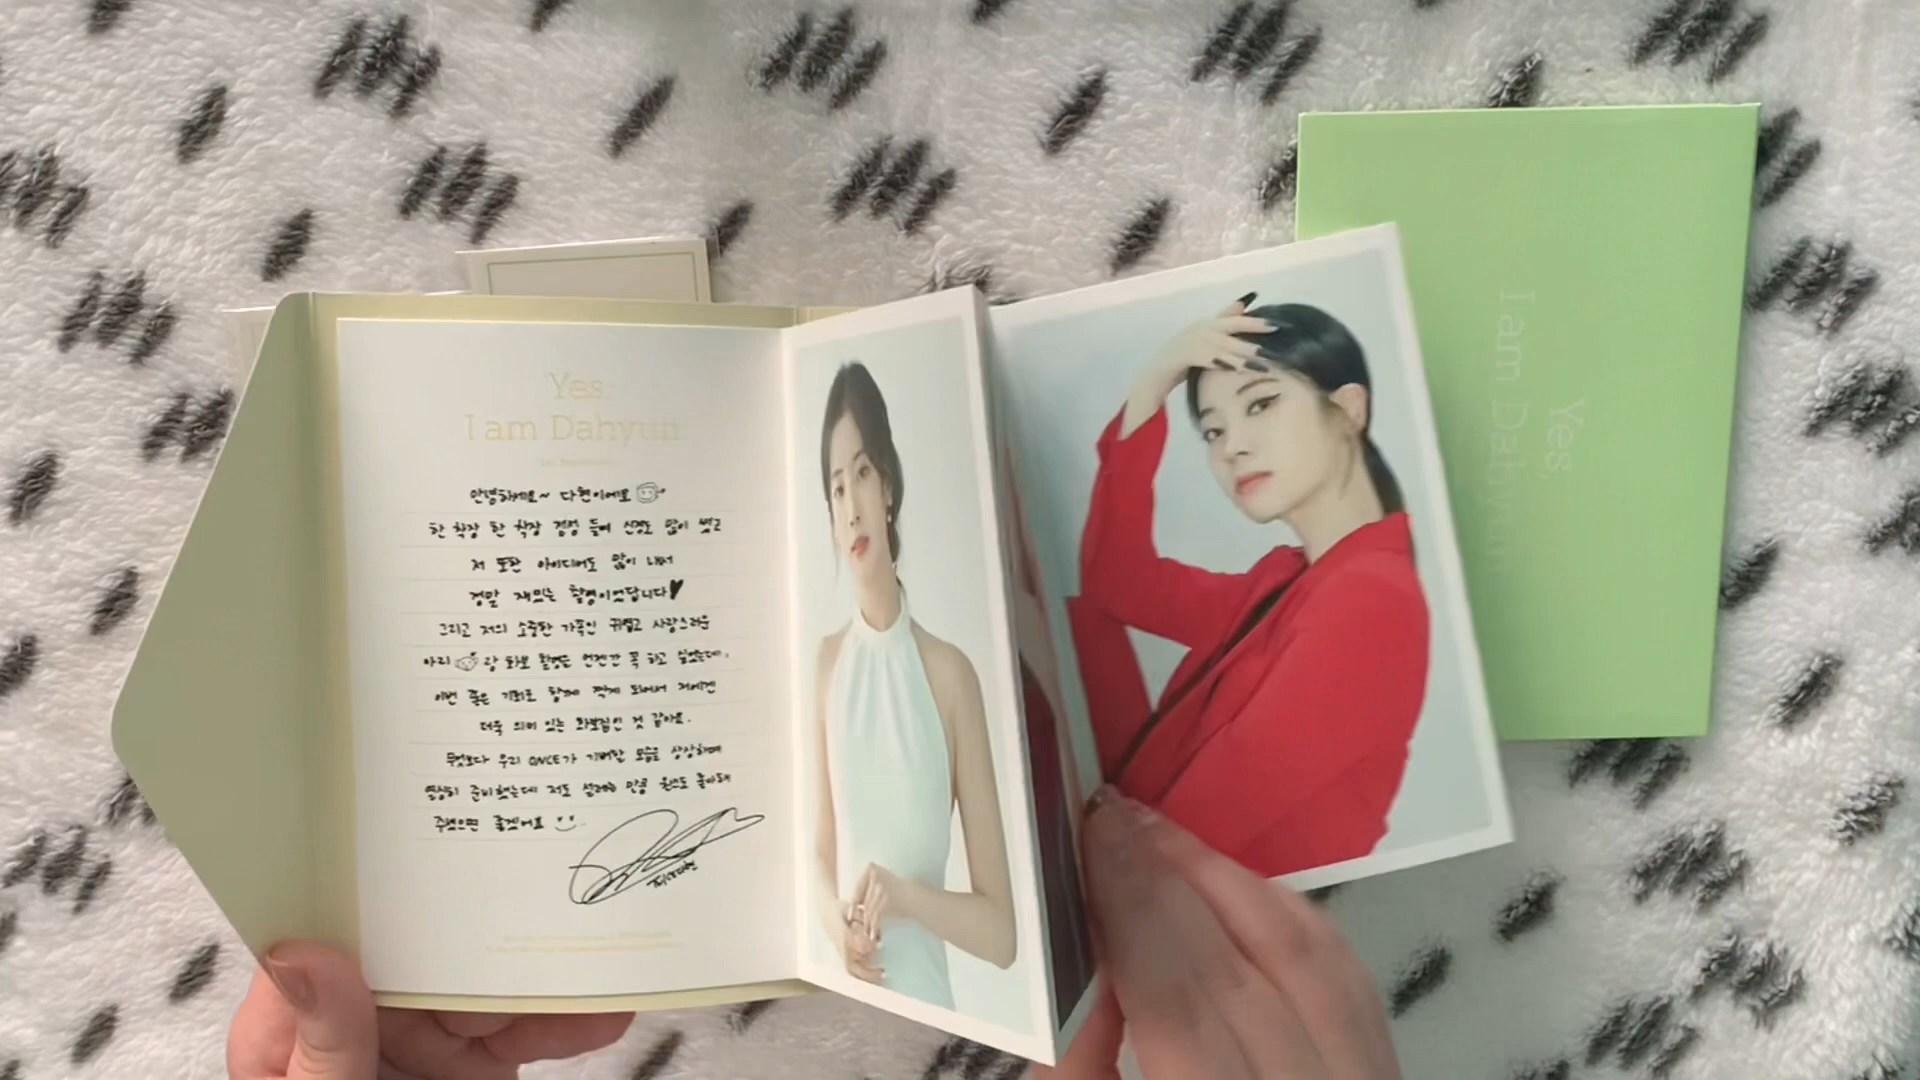 Yes,
I am Dahyun
안녕하세요~ 다현이에요
한 착장 한 착장 정성 들여 신경도 많이 썼고
저 또한 아이디어도 많이 내서
정말 재밌는 촬영이었답니다♥
그리고 저의 소중한 가족인 귀엽고 사랑스러운
아리랑 화보 촬영은 언젠간 꼭 하고 싶었는데,
이번 좋은 기회로 함께 찍게 되어서 저에겐
더욱 의미 있는 화보집인 것 같아요.
무엇보다 우리 ONCE가 기뻐할 모습을 상상하며
열심히 준비했는데 저도 설레는 만큼 원스도 좋아해
주셨으면 좋겠어요
Yes,
I am Dahyun